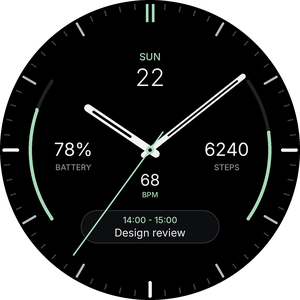 SUN
22
78%
BATTERY
6240
STEPS
68
BPM
14:00 - 15:00
Design review